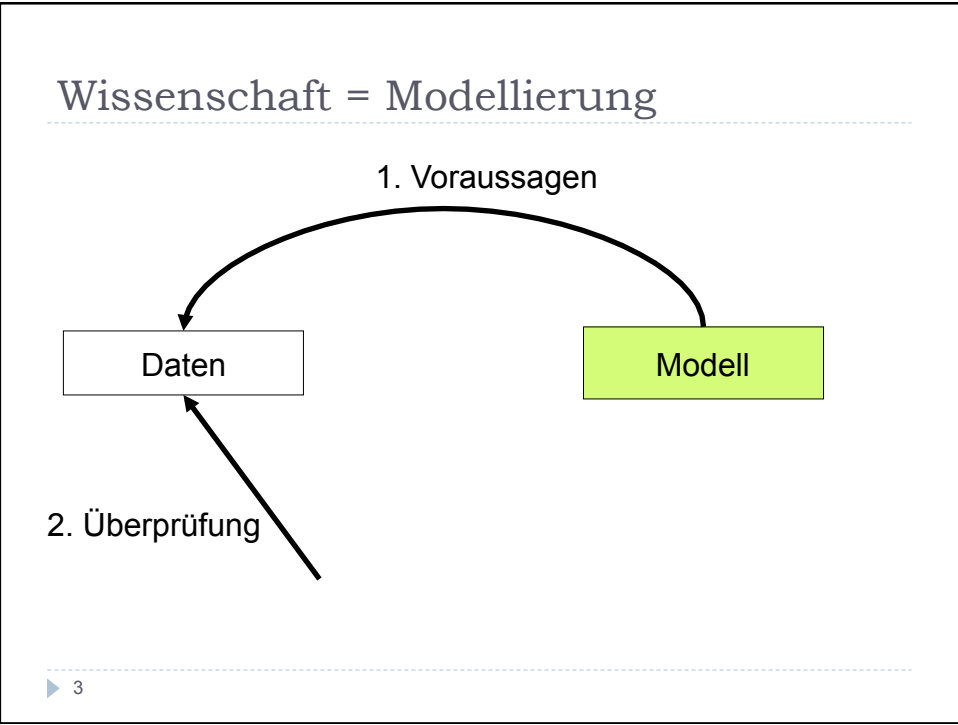 Wissenschaft = Modellierung
1. Voraussagen
Daten
Modell
2. Überprüfung
3